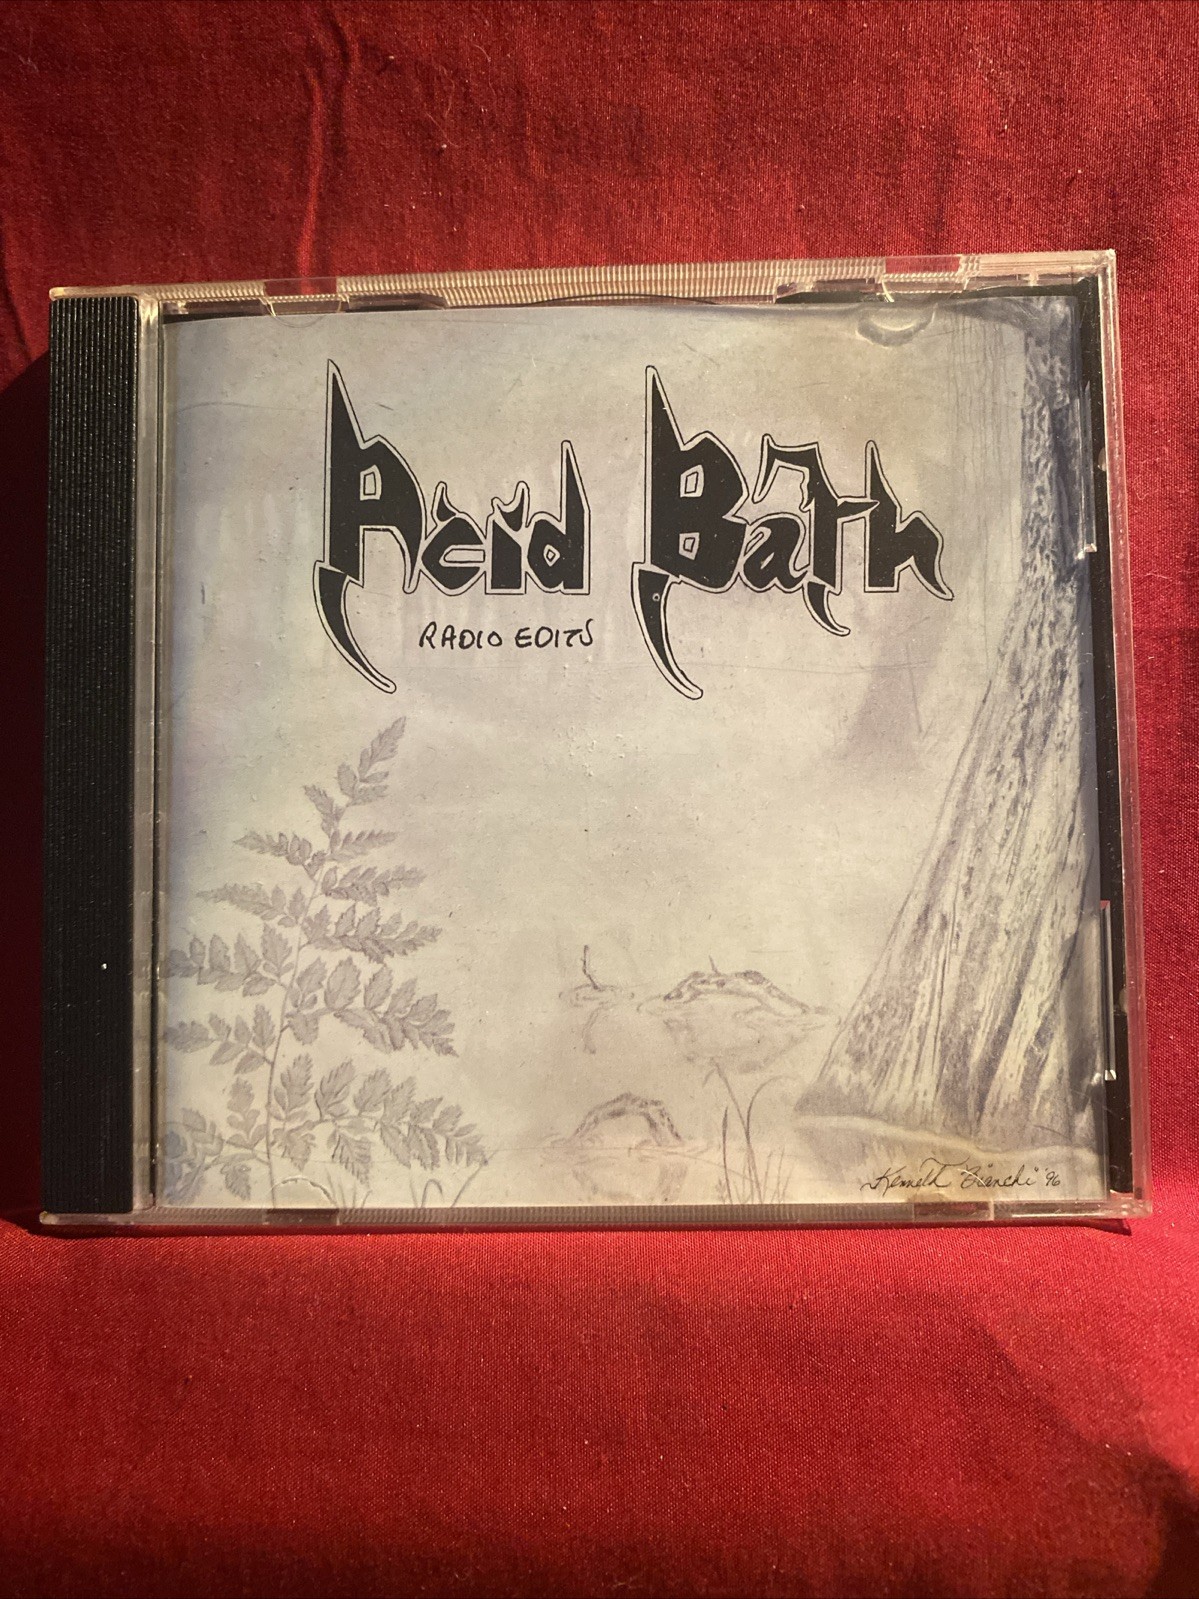 Acid Bath
RADIO EDITS
Kenneth "Bianchi" '96